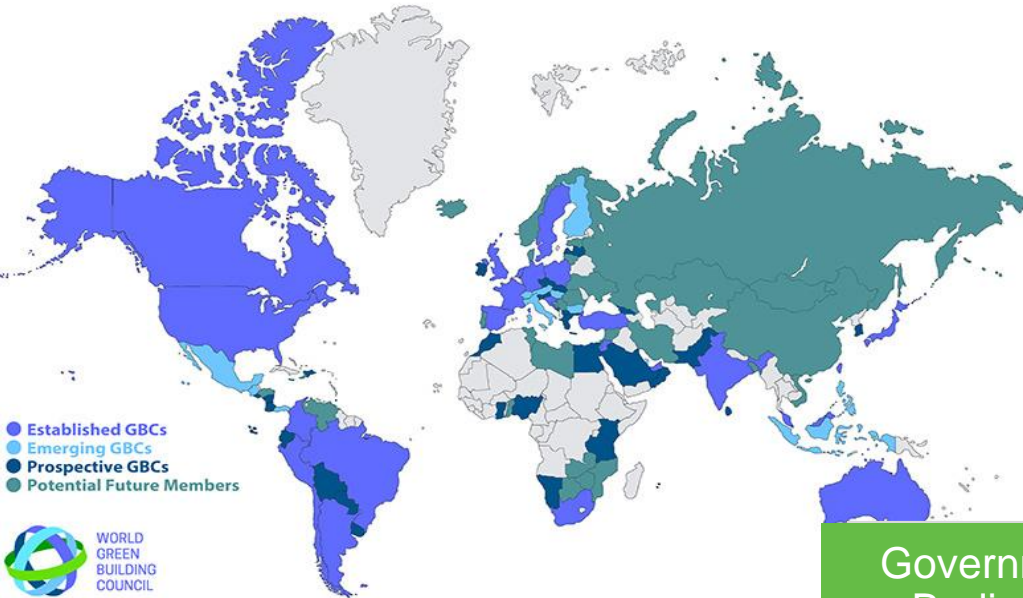 Established GBCs
Emerging GBCs
Prospective GBCs
Potential Future Members
WORLD
GREEN
BUILDING
COUNCIL